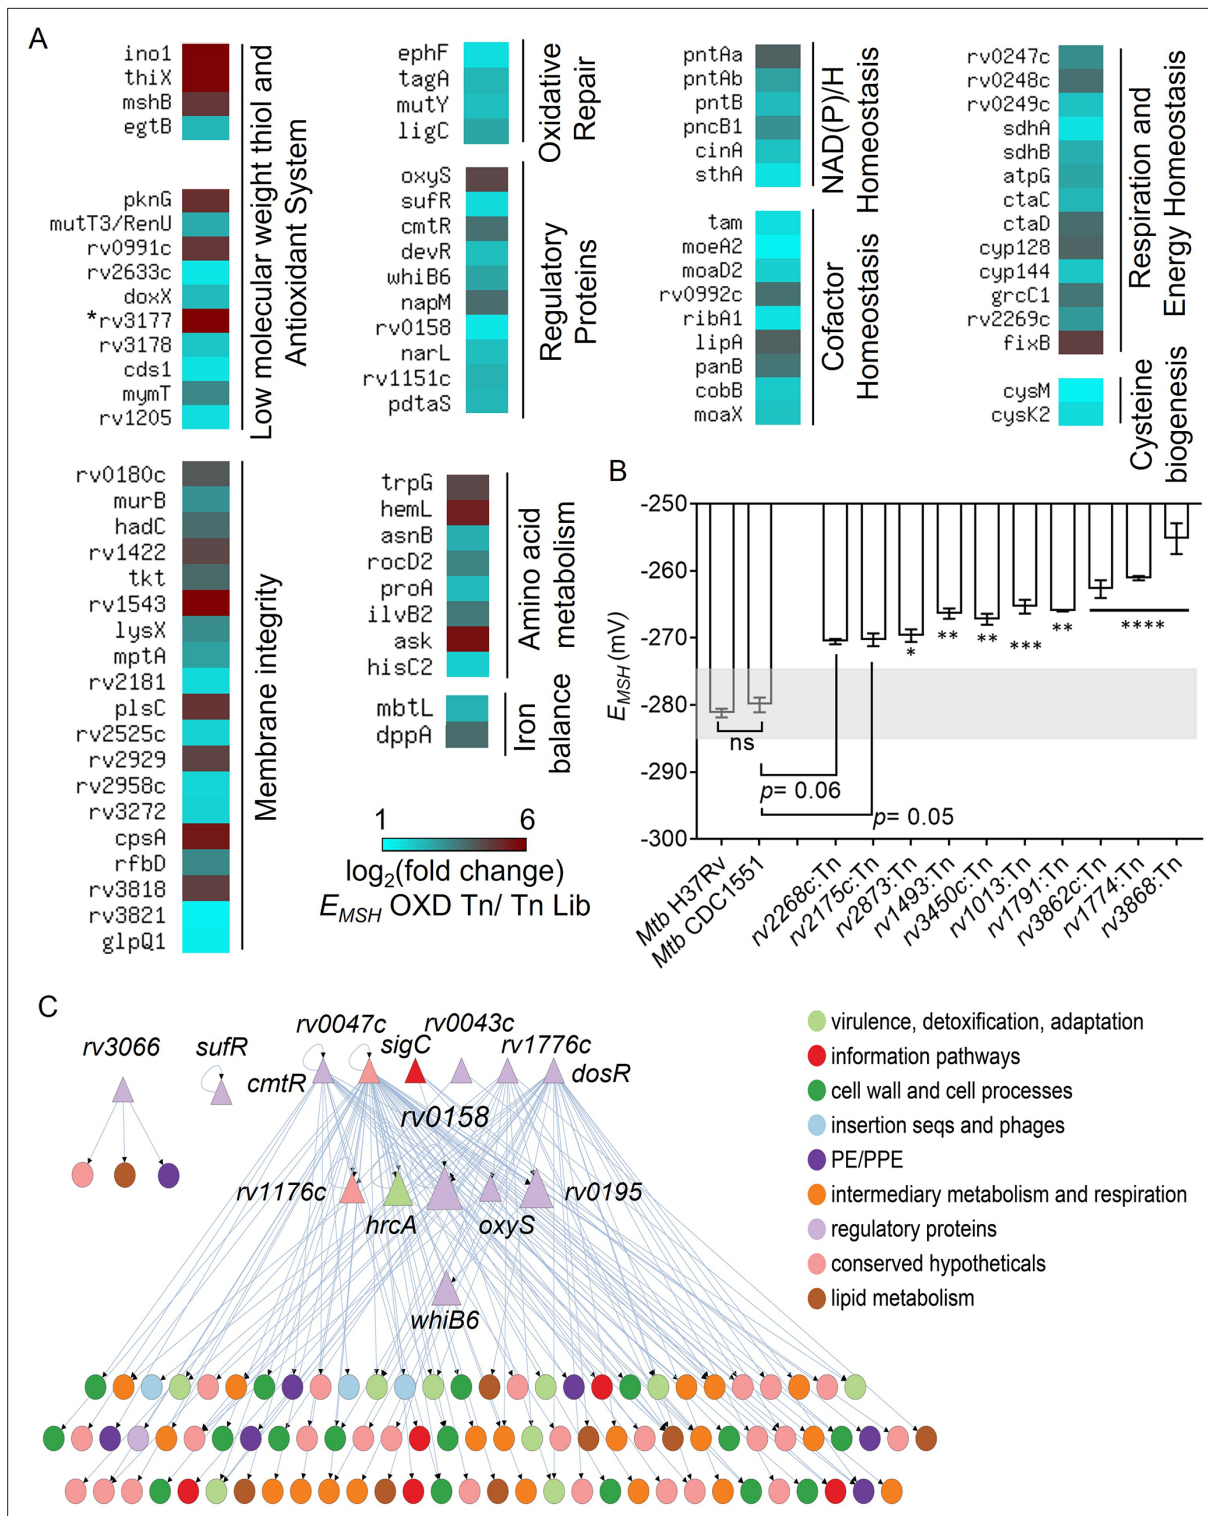 A
ino1
thiX
mshB
egtB
pknG
mutT3/RenU
rv0991c
rv2633c
doxX
*rv3177
rv3178
cds1
mymT
rv1205
Low molecular weight thiol and
Antioxidant System
ephF
tagA
mutY
ligC
Oxidative
Repair
oxyS
sufR
cmtR
devR
whiB6
napM
rv0158
narL
rv1151c
pdtaS
Regulatory
Proteins
pntAa
pntAb
pntB
pncB1
cinA
sthA
NAD(P)/H
Homeostasis
tam
moeA2
moaD2
rv0992c
ribA1
lipA
panB
cobB
moaX
Cofactor
Homeostasis
rv0247c
rv0248c
rv0249c
sdhA
sdhB
atpG
ctaC
ctaD
cyp128
cyp144
grcC1
rv2269c
fixB
Respiration and
Energy Homeostasis
cysM
cysK2
Cysteine
biogenesis
rv0180c
murB
hadC
rv1422
tkt
rv1543
lysX
mptA
rv2181
plsC
rv2525c
rv2929
rv2958c
rv3272
cpsA
rfbD
rv3818
rv3821
glpQ1
Membrane integrity
trpG
hemL
asnB
rocD2
proA
ilvB2
ask
hisC2
Amino acid
metabolism
mbtL
dppA
Iron
balance
1 6
log2(fold change)
EMSH OXD Tn/ Tn Lib
B
EMSH (mV)
-250
-260
-270
-280
-290
-300
ns
p= 0.06
p= 0.05
*
**
**
***
**
****
Mtb H37Rv
Mtb CDC1551
rv2268c:Tn
rv2175c:Tn
rv2873:Tn
rv1493:Tn
rv3450c:Tn
rv1013:Tn
rv1791:Tn
rv3862c:Tn
rv1774:Tn
rv3868:Tn
C
rv3066
sufR
rv0047c
rv0043c
cmtR
sigC
rv1776c
dosR
rv0158
rv1176c
hrcA
oxyS
rv0195
whiB6
virulence, detoxification, adaptation
information pathways
cell wall and cell processes
insertion seqs and phages
PE/PPE
intermediary metabolism and respiration
regulatory proteins
conserved hypotheticals
lipid metabolism